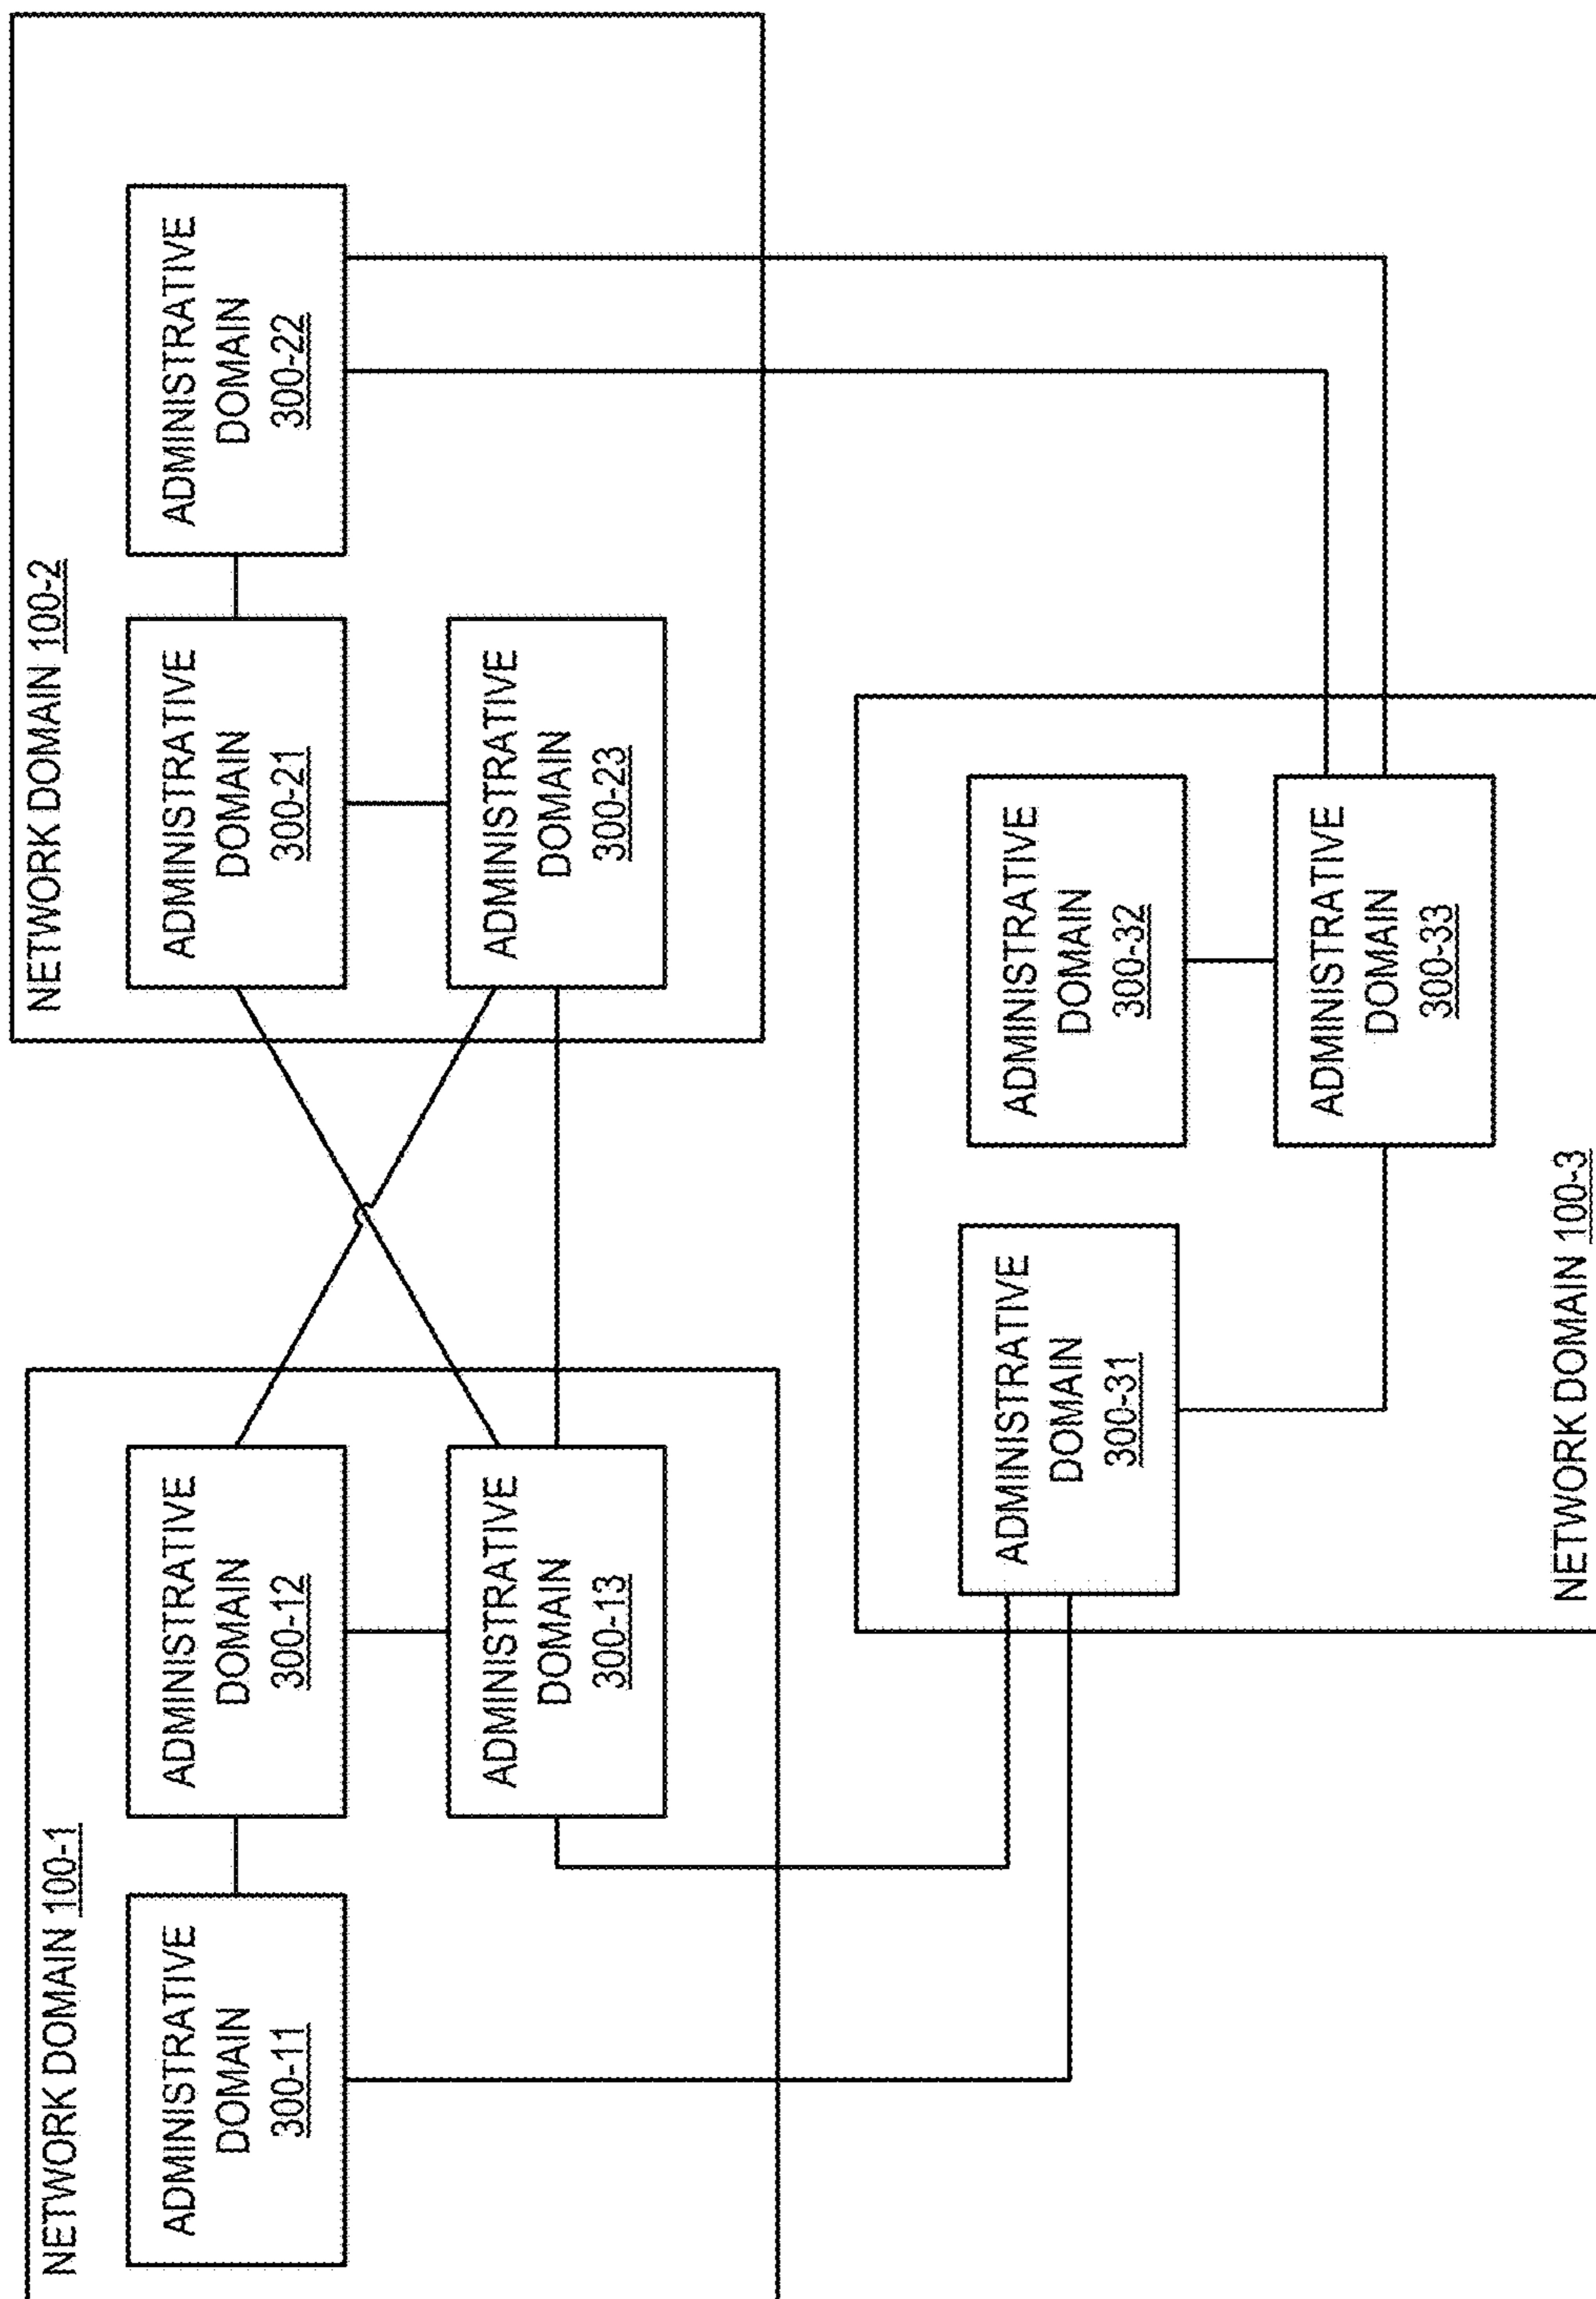 NETWORK DOMAIN 100-1
ADMINISTRATIVE
DOMAIN
300-11
ADMINISTRATIVE
DOMAIN
300-12
ADMINISTRATIVE
DOMAIN
300-13
NETWORK DOMAIN 100-2
ADMINISTRATIVE
DOMAIN
300-21
ADMINISTRATIVE
DOMAIN
300-22
ADMINISTRATIVE
DOMAIN
300-23
ADMINISTRATIVE
DOMAIN
300-31
ADMINISTRATIVE
DOMAIN
300-32
ADMINISTRATIVE
DOMAIN
300-33
NETWORK DOMAIN 100-3